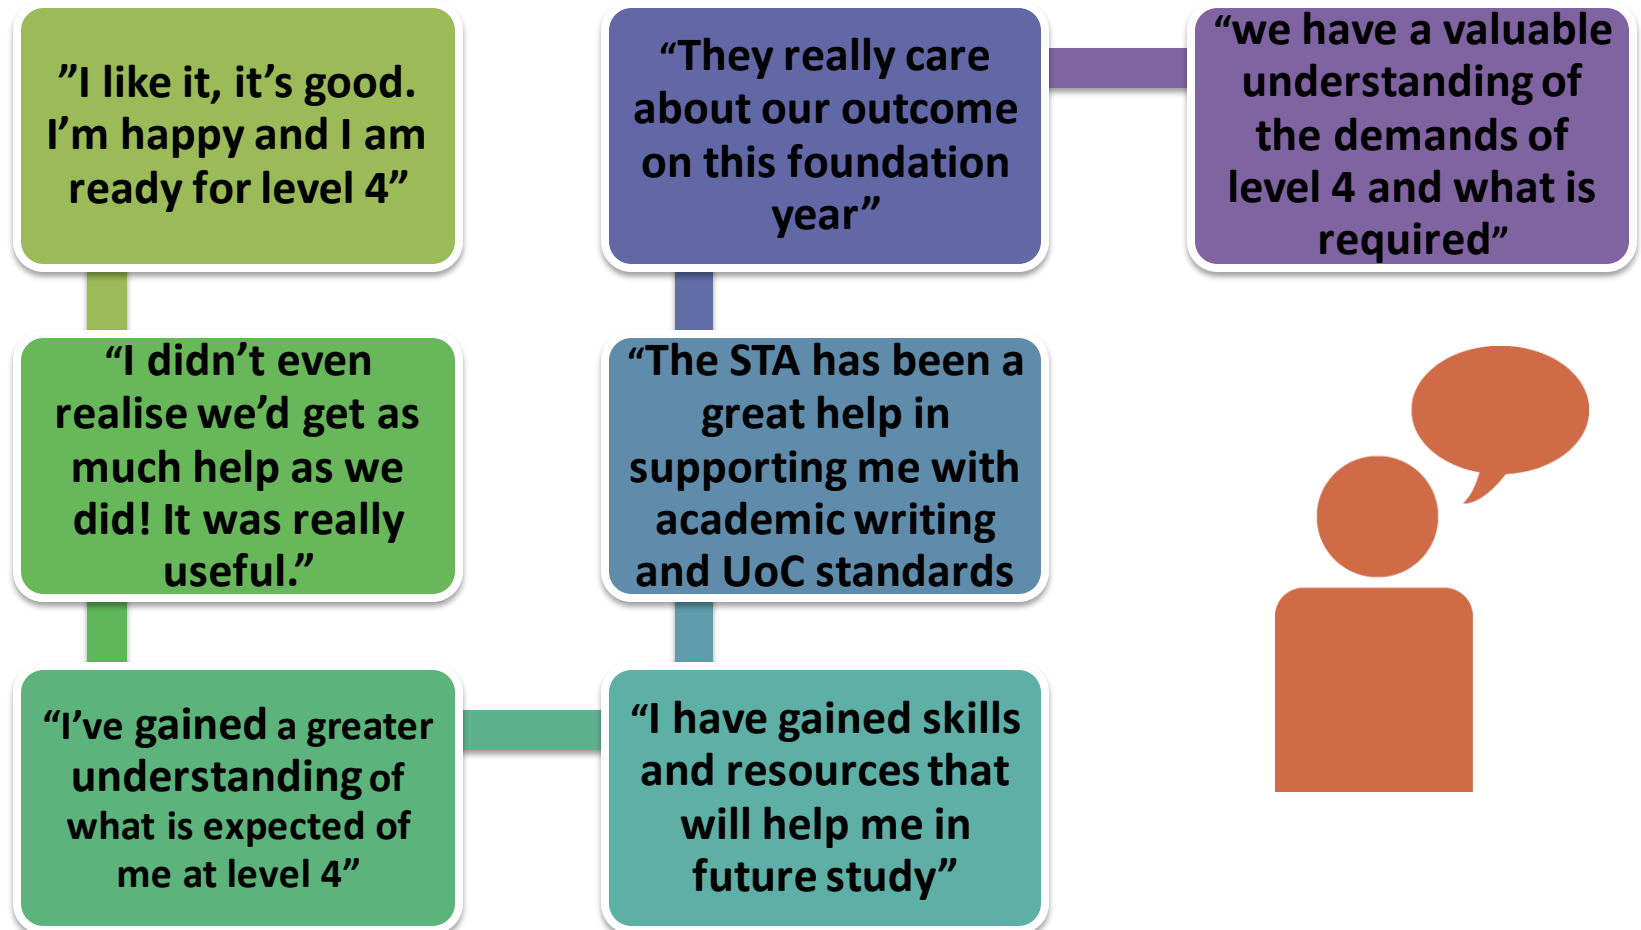 ”I like it, it’s good.
I’m happy and I am
ready for level 4”
“I didn’t even
realise we’d get as
much help as we
did! It was really
useful.”
“I’ve gained a greater
understanding of
what is expected of
me at level 4”
“I have gained skills
and resources that
will help me in
future study”
“The STA has been a
great help in
supporting me with
academic writing
and UoC standards
“They really care
about our outcome
on this foundation
year”
“we have a valuable
understanding of
the demands of
level 4 and what is
required”